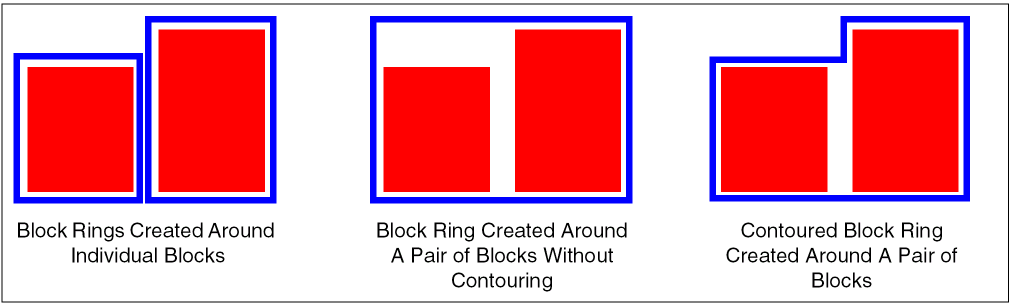 Block Rings Created Around
Individual Blocks
Block Ring Created Around
A Pair of Blocks Without
Contouring
Contoured Block Ring
Created Around A Pair of
Blocks